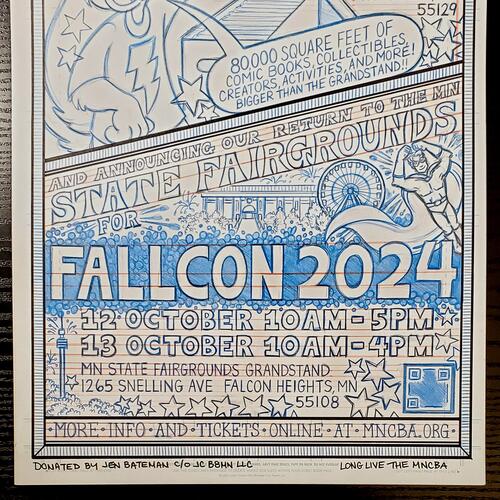 55129
80,000 SQUARE FEET OF
COMIC BOOKS, COLLECTIBLES,
CREATORS, ACTIVITIES, AND MORE!
BIGGER THAN THE GRANDSTAND!!
AND ANNOUNCING OUR RETURN TO THE MN
STATE FAIRGROUNDS
FOR
FALLCON 2024
12 OCTOBER 10AM-5PM
13 OCTOBER 10AM-4PM
MN STATE FAIRGROUNDS GRANDSTAND
1265 SNELLING AVE FALCON HEIGHTS, MN
55108
·MORE·INFO·AND·TICKETS·ONLINE·AT·MNCBA.ORG·
DONATED BY JEN BATEMAN C/O JC BBMN LLC
LONG LIVE THE MNCBA